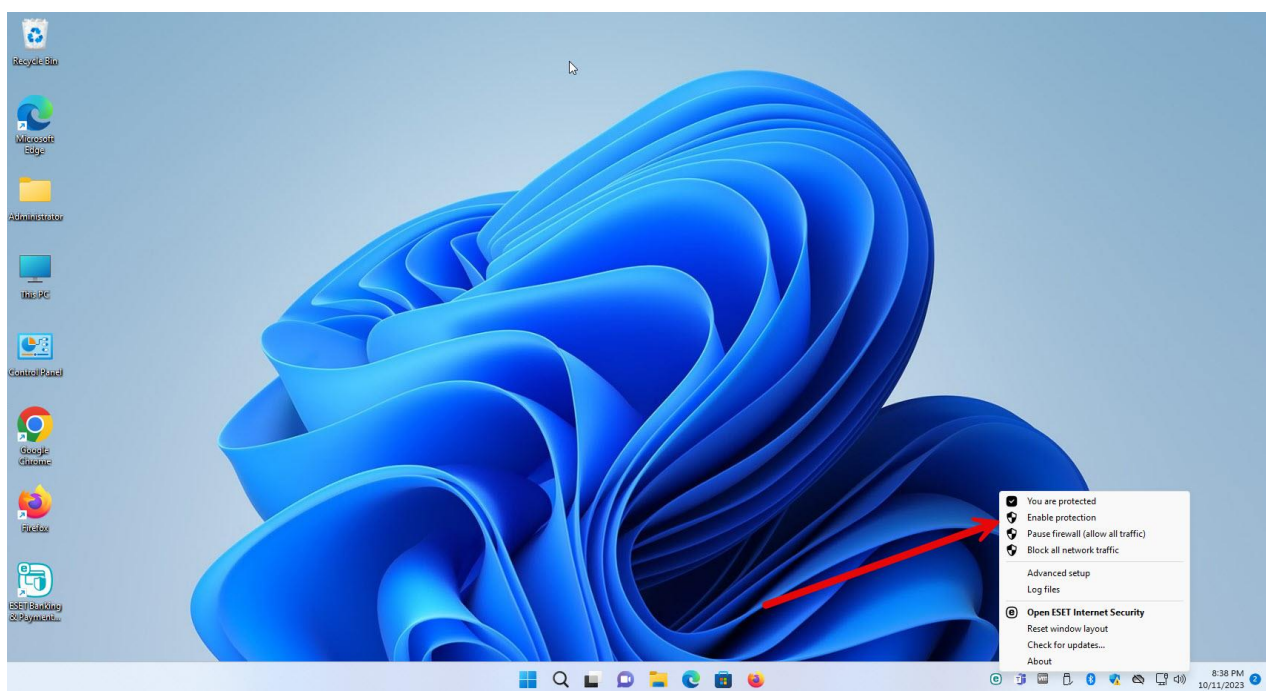 Recycle Bin
Microsoft
Edge
Administrator
This PC
Control Panel
Google
Chrome
Firefox
ESET Banking
& Payment...
You are protected
Enable protection
Pause firewall (allow all traffic)
Block all network traffic
Advanced setup
Log files
Open ESET Internet Security
Reset window layout
Check for updates...
About
8:38 PM
10/11/2023
2